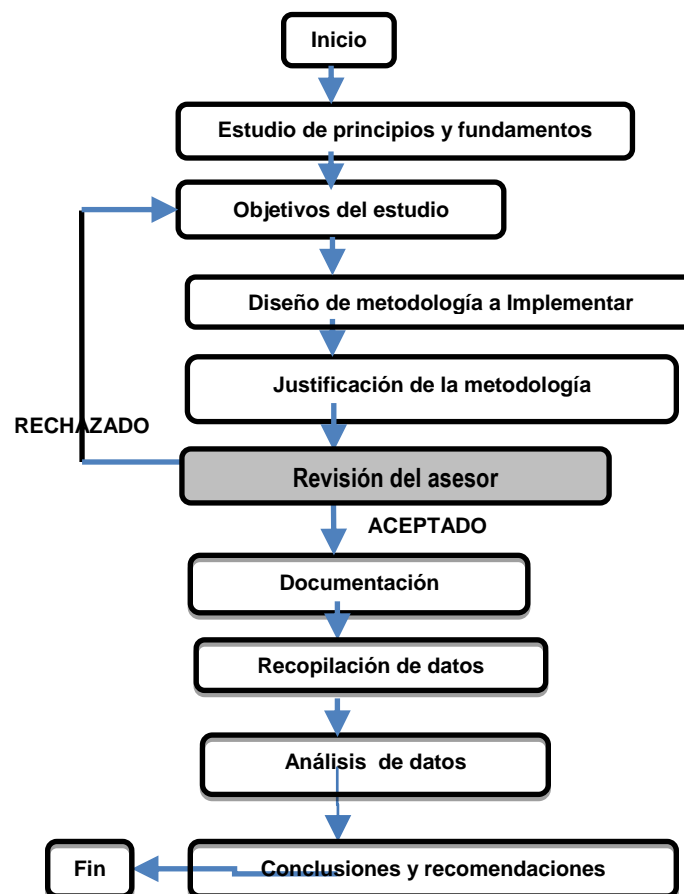 Inicio
Estudio de principios y fundamentos
Objetivos del estudio
Diseño de metodología a Implementar
Justificación de la metodología
RECHAZADO
Revisión del asesor
ACEPTADO
Documentación
Recopilación de datos
Análisis  de datos
Fin
Conclusiones y recomendaciones